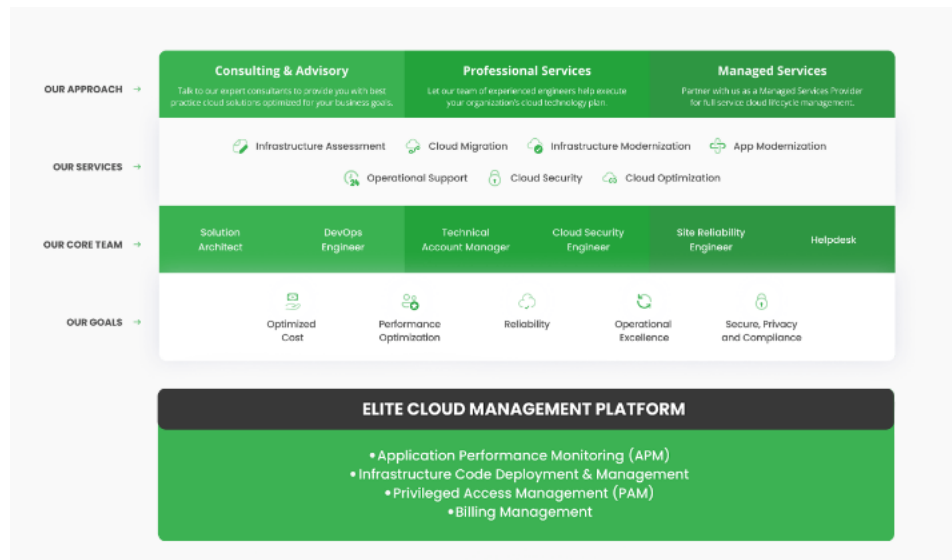 OUR APPROACH →
Consulting & Advisory
Talk to our expert consultants to provide you with best
practice cloud solutions optimized for your business goals.
Professional Services
Let our team of experienced engineers help execute
your organization's cloud technology plan.
Managed Services
Partner with us as a Managed Services Provider
for full service cloud lifecycle management.
OUR SERVICES →
Infrastructure Assessment
Cloud Migration
Infrastructure Modernization
App Modernization
Operational Support
Cloud Security
Cloud Optimization
OUR CORE TEAM →
Solution
Architect
DevOps
Engineer
Technical
Account Manager
Cloud Security
Engineer
Site Reliability
Engineer
Helpdesk
OUR GOALS →
Optimized
Cost
Performance
Optimization
Reliability
Operational
Excellence
Secure, Privacy
and Compliance
ELITE CLOUD MANAGEMENT PLATFORM
•Application Performance Monitoring (APM)
•Infrastructure Code Deployment & Management
•Privileged Access Management (PAM)
•Billing Management